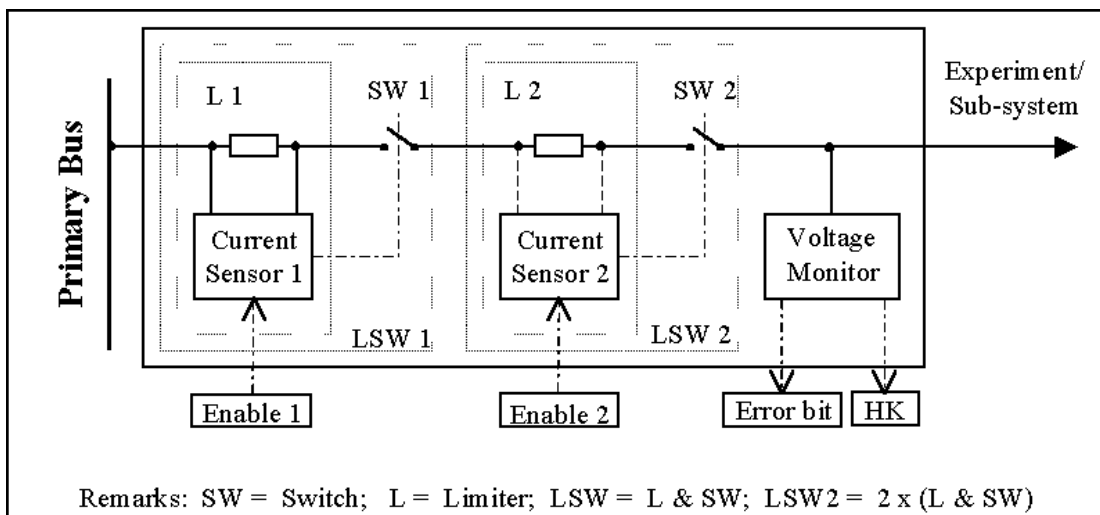 Experiment/
Sub-system
L 1
SW 1
L 2
SW 2
Primary Bus
Current
Sensor 1
Current
Sensor 2
Voltage
Monitor
LSW 1
LSW 2
Enable 1
Enable 2
Error bit
HK
Remarks: SW = Switch; L = Limiter; LSW = L & SW; LSW2 = 2 x (L & SW)